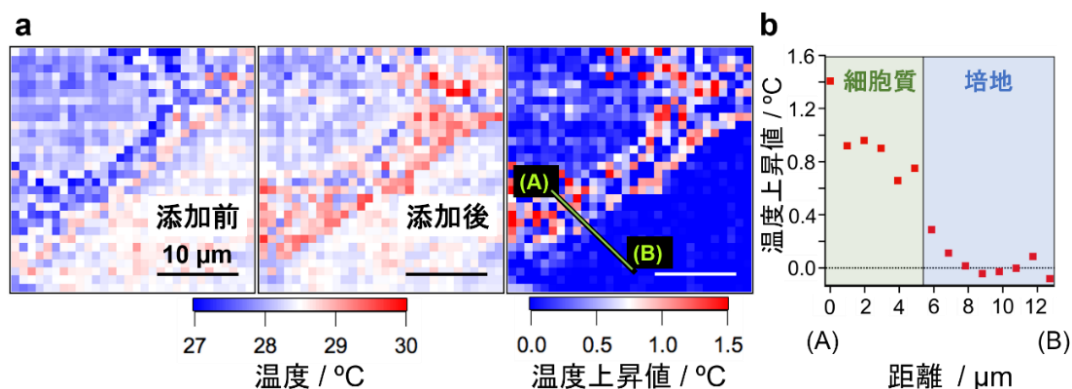 a
添加前
10 µm
添加後
(A)
(B)
27 28 29 30
温度 / ºC
0.0 0.5 1.0 1.5
温度上昇値 / ºC
b
温度上昇値 / ºC
1.6
1.2
0.8
0.4
0.0
細胞質
培地
0 2 4 6 8 10 12
(A) (B)
距離 / µm